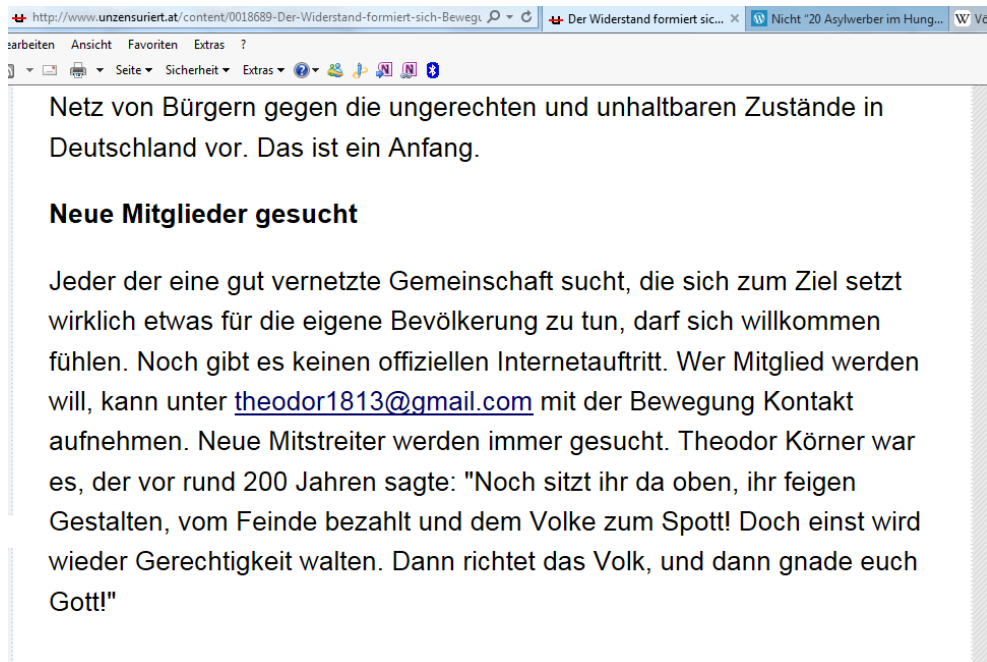 http://www.unzensuriert.at/content/0018689-Der-Widerstand-formiert-sich-Bewegu
Der Widerstand formiert sic...
Nicht "20 Asylwerber im Hung...
W Vö
earbeiten Ansicht Favoriten Extras ?
Seite Sicherheit Extras
Netz von Bürgern gegen die ungerechten und unhaltbaren Zustände in
Deutschland vor. Das ist ein Anfang.
Neue Mitglieder gesucht
Jeder der eine gut vernetzte Gemeinschaft sucht, die sich zum Ziel setzt
wirklich etwas für die eigene Bevölkerung zu tun, darf sich willkommen
fühlen. Noch gibt es keinen offiziellen Internetauftritt. Wer Mitglied werden
will, kann unter theodor1813@gmail.com mit der Bewegung Kontakt
aufnehmen. Neue Mitstreiter werden immer gesucht. Theodor Körner war
es, der vor rund 200 Jahren sagte: "Noch sitzt ihr da oben, ihr feigen
Gestalten, vom Feinde bezahlt und dem Volke zum Spott! Doch einst wird
wieder Gerechtigkeit walten. Dann richtet das Volk, und dann gnade euch
Gott!"